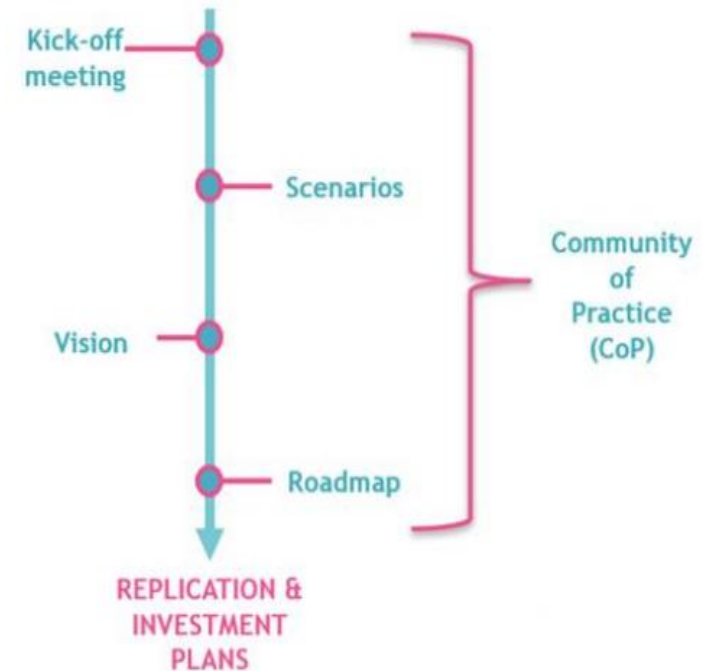 Kick-off
meeting
Scenarios
Community
of
Practice
(CoP)
Vision
Roadmap
REPLICATION &
INVESTMENT
PLANS